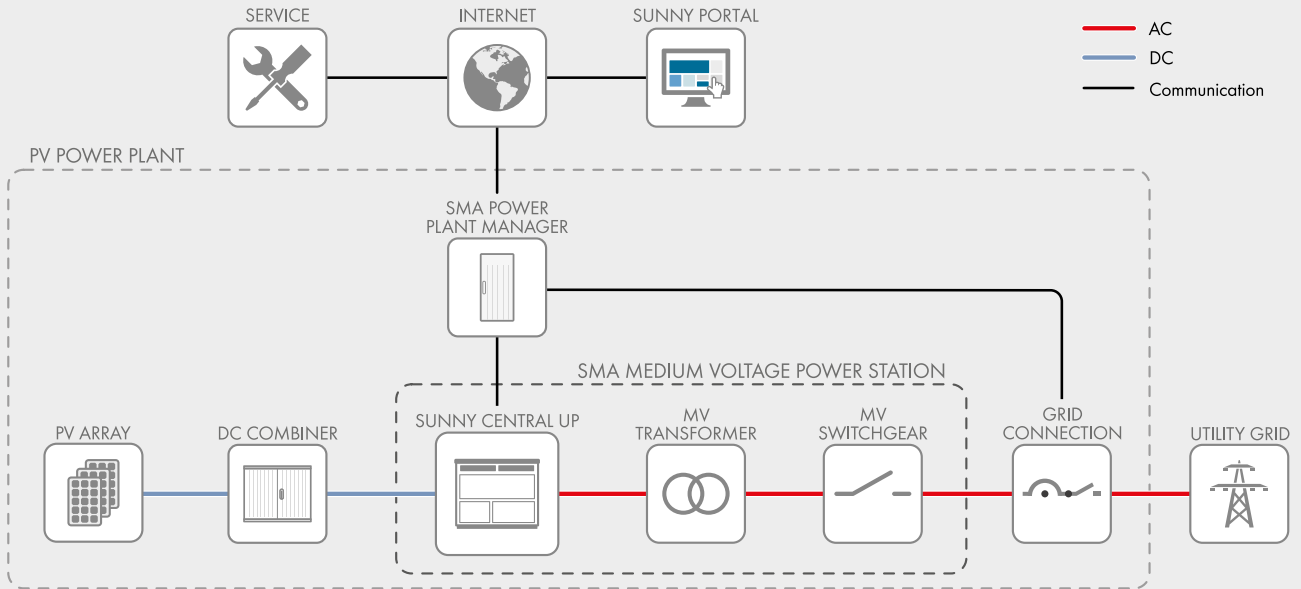 SERVICE
INTERNET
SUNNY PORTAL
AC
DC
Communication
PV POWER PLANT
SMA POWER
PLANT MANAGER
SMA MEDIUM VOLTAGE POWER STATION
PV ARRAY
DC COMBINER
SUNNY CENTRAL UP
MV
TRANSFORMER
MV
SWITCHGEAR
GRID
CONNECTION
UTILITY GRID